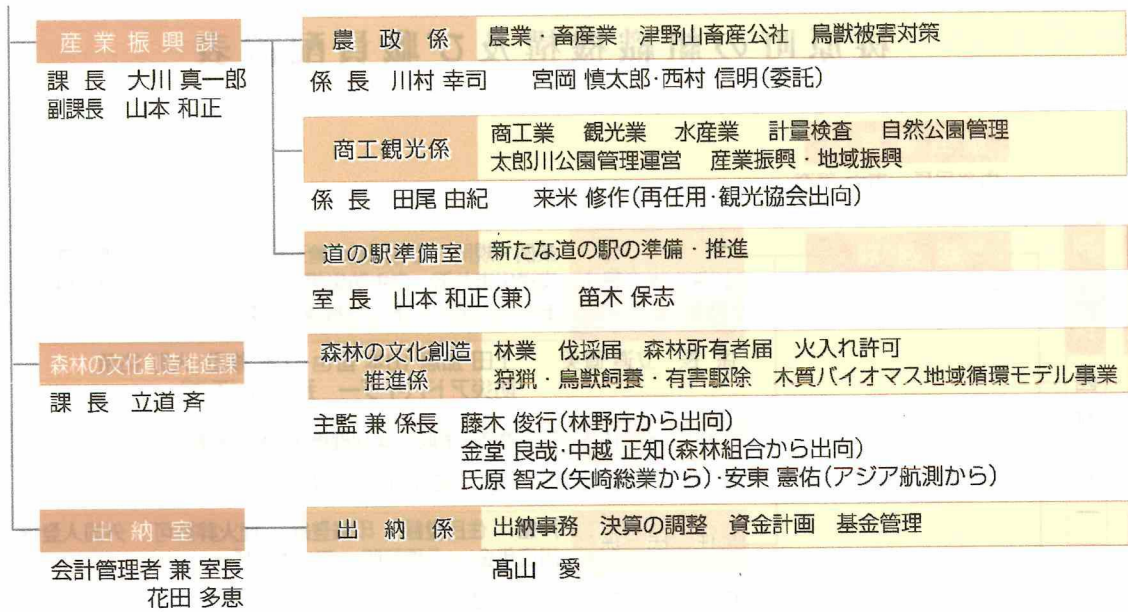 産業振興課
課長 大川 真一郎
副課長 山本 和正
農政係 農業・畜産業 津野山畜産公社 鳥獣被害対策
係長 川村 幸司 宮岡 慎太郎・西村 信明(委託)
商工観光係 商工業 観光業 水産業 計量検査 自然公園管理
太郎川公園管理運営 産業振興・地域振興
係長 田尾 由紀 来米 修作(再任用・観光協会出向)
道の駅準備室 新たな道の駅の準備・推進
室長 山本 和正(兼) 笛木 保志
森林の文化創造推進課
課長 立道 斉
森林の文化創造 林業 伐採届 森林所有者届 火入れ許可
推進係 狩猟・鳥獣飼養・有害駆除 木質バイオマス地域循環モデル事業
主監 兼 係長 藤木 俊行(林野庁から出向)
金堂 良哉・中越 正知(森林組合から出向)
氏原 智之(矢崎総業から)・安東 憲佑(アジア航測から)
出納室
会計管理者 兼 室長
花田 多恵
出納係 出納事務 決算の調整 資金計画 基金管理
髙山 愛